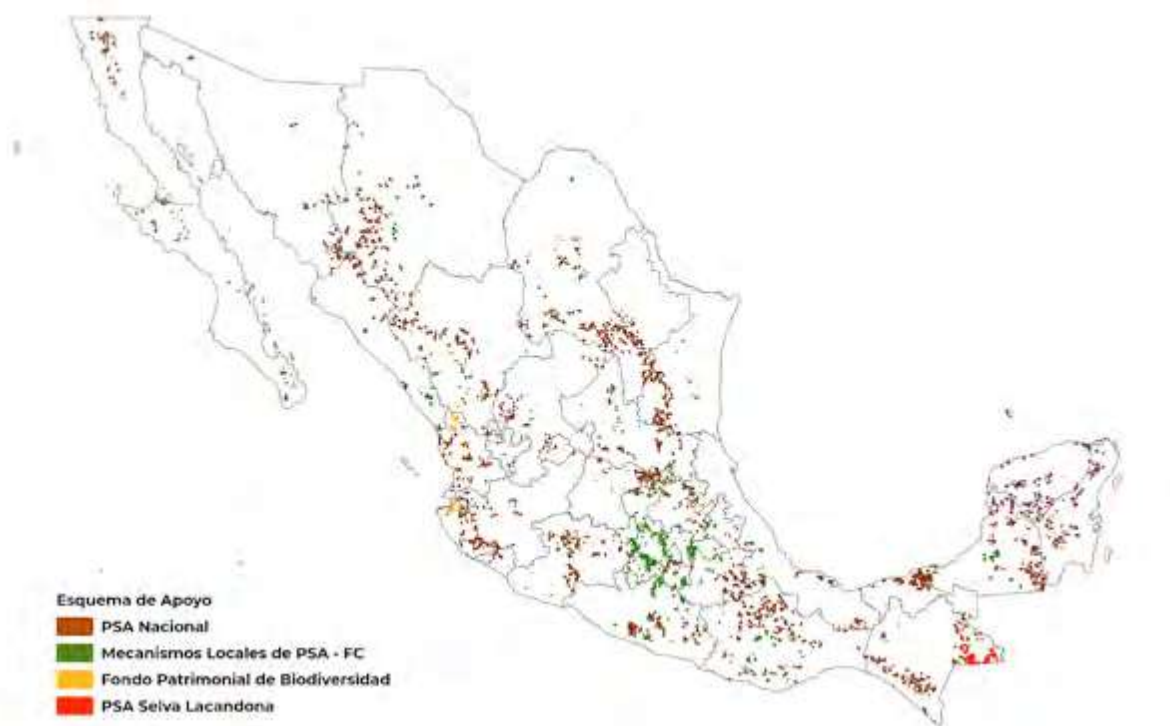 Esquema de Apoyo
PSA Nacional
Mecanismos Locales de PSA - FC
Fondo Patrimonial de Biodiversidad
PSA Selva Lacandona